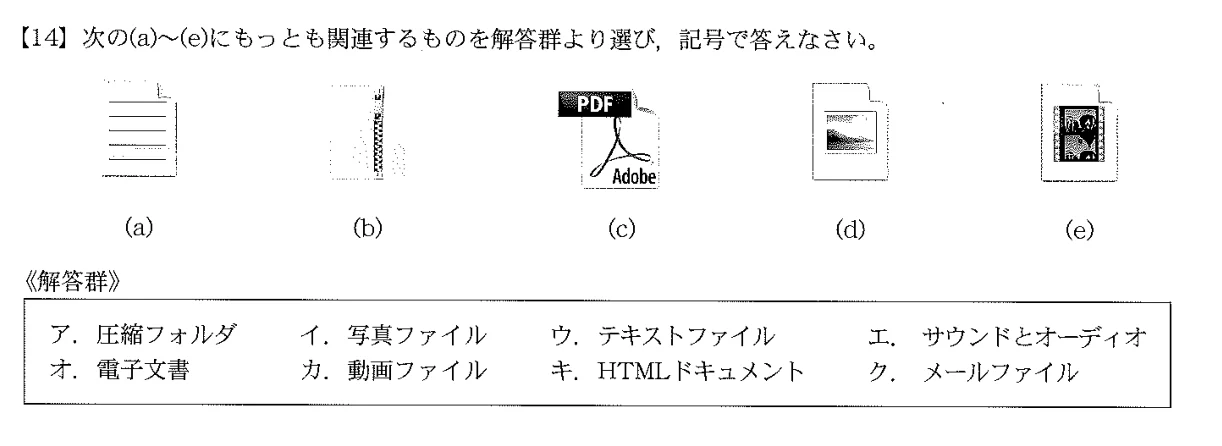 【14】次の(a)～(e)にもっとも関連するものを解答群より選び，記号で答えなさい。
PDF
Adobe
(a) (b) (c) (d) (e)
《解答群》
ア．圧縮フォルダ イ．写真ファイル ウ．テキストファイル エ．サウンドとオーディオ
オ．電子文書 カ．動画ファイル キ．HTMLドキュメント ク．メールファイル